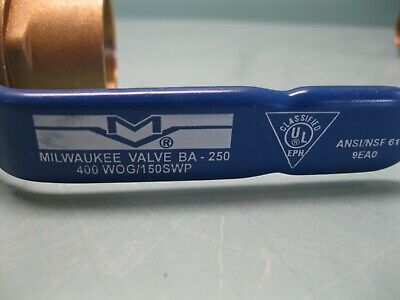 M
®
MILWAUKEE VALVE BA - 250
400 WOG/150SWP
CLASSIFIED
UL
®
EPH
ANSI/NSF 61
9EA0